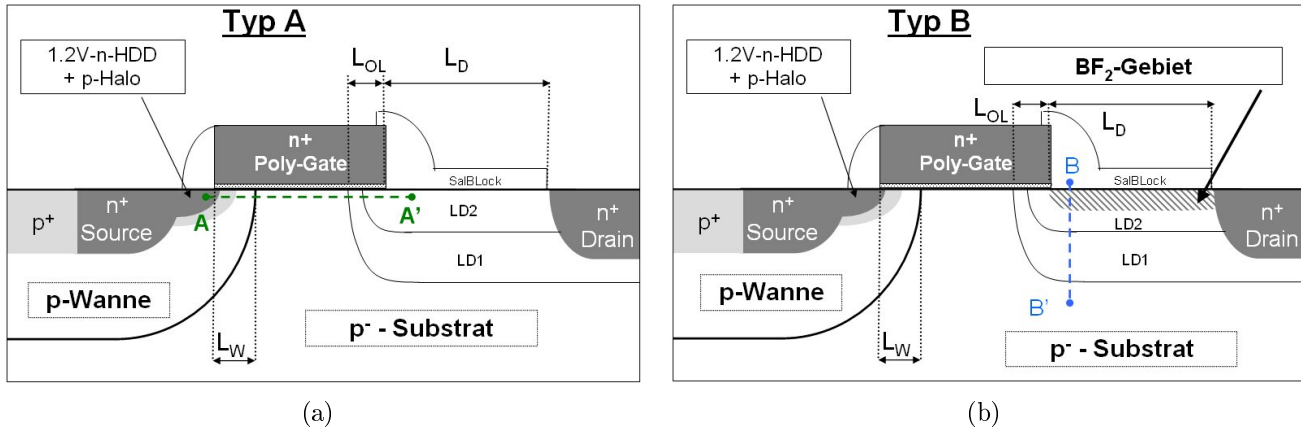 Typ A
1.2V-n-HDD
+ p-Halo
L_OL
L_D
n+
Poly-Gate
SalBLock
A
A'
p⁺
n⁺
Source
LD2
LD1
n⁺
Drain
p-Wanne
L_W
p⁻ - Substrat
(a)
Typ B
1.2V-n-HDD
+ p-Halo
BF₂-Gebiet
L_OL
L_D
n+
Poly-Gate
B
SalBLock
p⁺
n⁺
Source
LD2
LD1
n⁺
Drain
p-Wanne
B'
L_W
p⁻ - Substrat
(b)